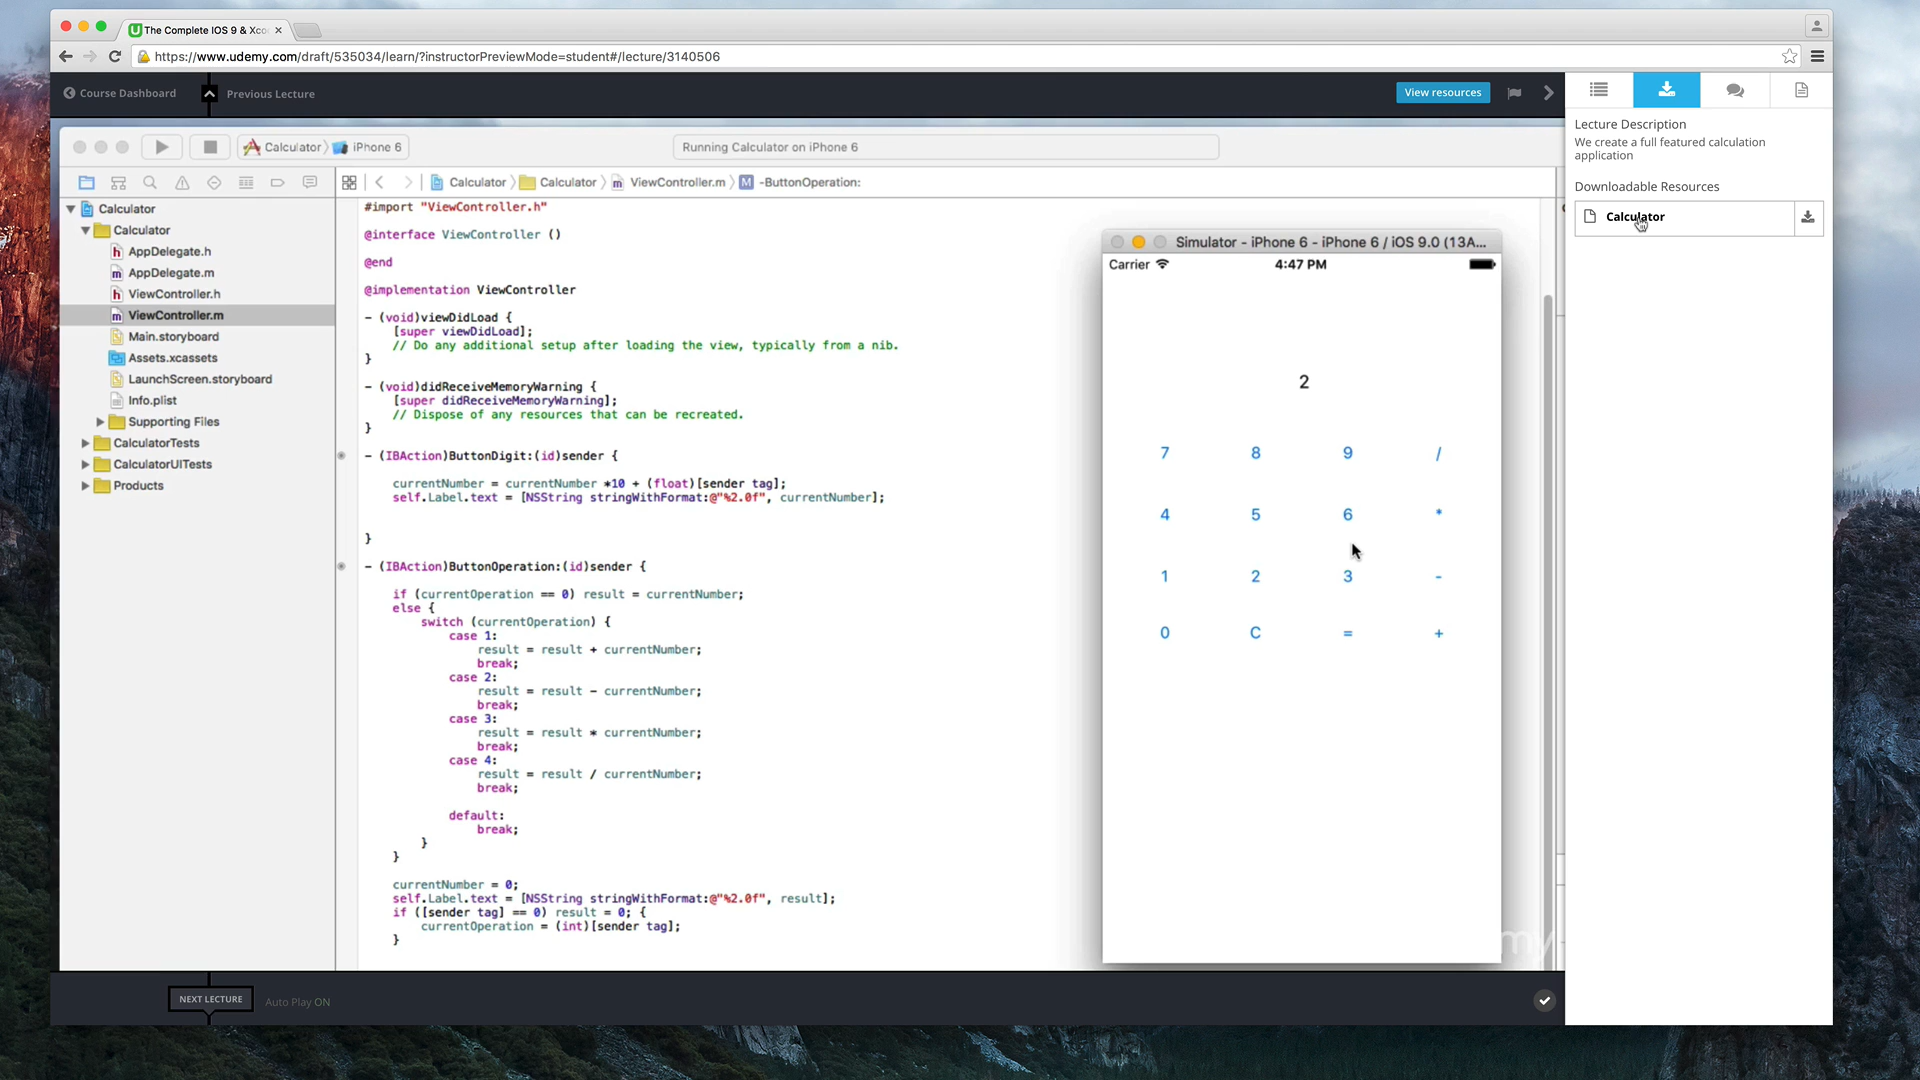 The Complete IOS 9 & Xco
https://www.udemy.com/draft/535034/learn/?instructorPreviewMode=student#/lecture/3140506
Course Dashboard
Previous Lecture
View resources
Calculator
iPhone 6
Running Calculator on iPhone 6
Calculator
Calculator
ViewController.m
M
-ButtonOperation:
Calculator
Calculator
AppDelegate.h
AppDelegate.m
ViewController.h
ViewController.m
Main.storyboard
Assets.xcassets
LaunchScreen.storyboard
Info.plist
Supporting Files
CalculatorTests
CalculatorUITests
Products
#import "ViewController.h"
@interface ViewController ()
@end
@implementation ViewController
- (void)viewDidLoad {
[super viewDidLoad];
// Do any additional setup after loading the view, typically from a nib.
}
- (void)didReceiveMemoryWarning {
[super didReceiveMemoryWarning];
// Dispose of any resources that can be recreated.
}
- (IBAction)ButtonDigit:(id)sender {
currentNumber = currentNumber *10 + (float)[sender tag];
self.Label.text = [NSString stringWithFormat:@"%2.0f", currentNumber];
}
- (IBAction)ButtonOperation:(id)sender {
if (currentOperation == 0) result = currentNumber;
else {
switch (currentOperation) {
case 1:
result = result + currentNumber;
break;
case 2:
result = result - currentNumber;
break;
case 3:
result = result * currentNumber;
break;
case 4:
result = result / currentNumber;
break;
default:
break;
}
}
currentNumber = 0;
self.Label.text = [NSString stringWithFormat:@"%2.0f", result];
if ([sender tag] == 0) result = 0; {
currentOperation = (int)[sender tag];
}
Simulator - iPhone 6 - iPhone 6 / iOS 9.0 (13A...
Carrier
4:47 PM
2
7 8 9 /
4 5 6 *
1 2 3 -
0 C = +
my
Lecture Description
We create a full featured calculation
application
Downloadable Resources
Calculator
NEXT LECTURE
Auto Play ON